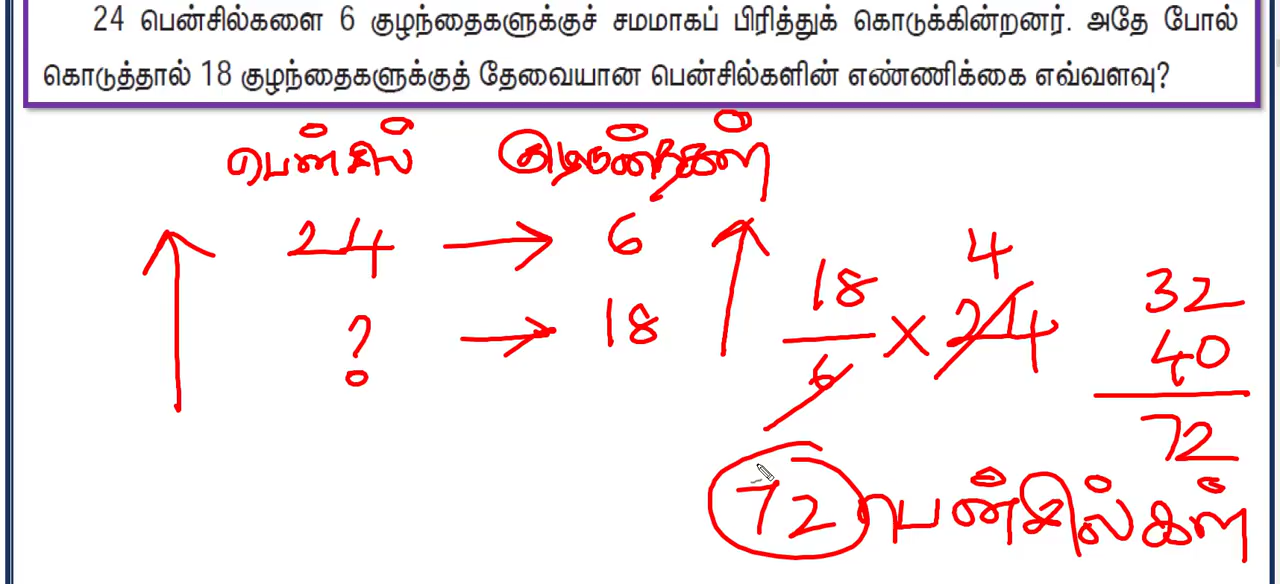 24 பென்சில்களை 6 குழந்தைகளுக்குச் சமமாகப் பிரித்துக் கொடுக்கின்றனர். அதே போல்
கொடுத்தால் 18 குழந்தைகளுக்குத் தேவையான பென்சில்களின் எண்ணிக்கை எவ்வளவு?
பென்சில் குழந்தைகள்
24 → 6
? → 18
18/6 × 24
4
32
40
72
72 பென்சில்கள்